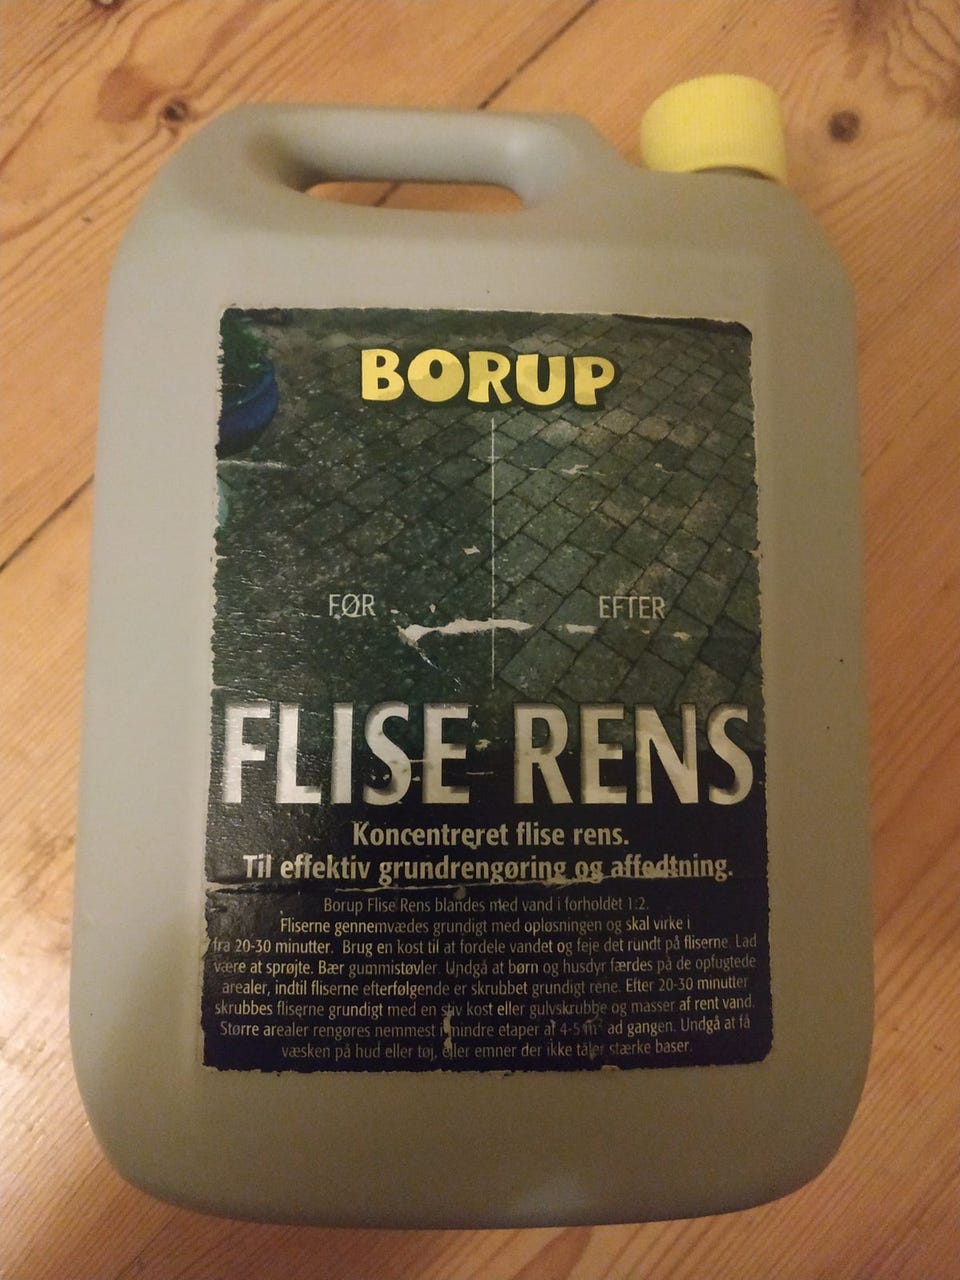 BORUP
FØR
EFTER
FLISE RENS
Koncentreret flise rens.
Til effektiv grundrengøring og affedtning.
Borup Flise Rens blandes med vand i forholdet 1:2.
Fliserne gennemvædes grundigt med opløsningen og skal virke i
fra 20-30 minutter. Brug en kost til at fordele vandet og feje det rundt på fliserne. Lad
være at sprøjte. Bær gummistøvler. Undgå at børn og husdyr færdes på de opfugtede
arealer, indtil fliserne efterfølgende er skrubbet grundigt rene. Efter 20-30 minutter
skrubbes fliserne grundigt med en stiv kost eller gulvskrubbe og masser af rent vand.
Større arealer rengøres nemmest i mindre etaper af 4-5 m² ad gangen. Undgå at få
væsken på hud eller tøj, eller emner der ikke tåler stærke baser.